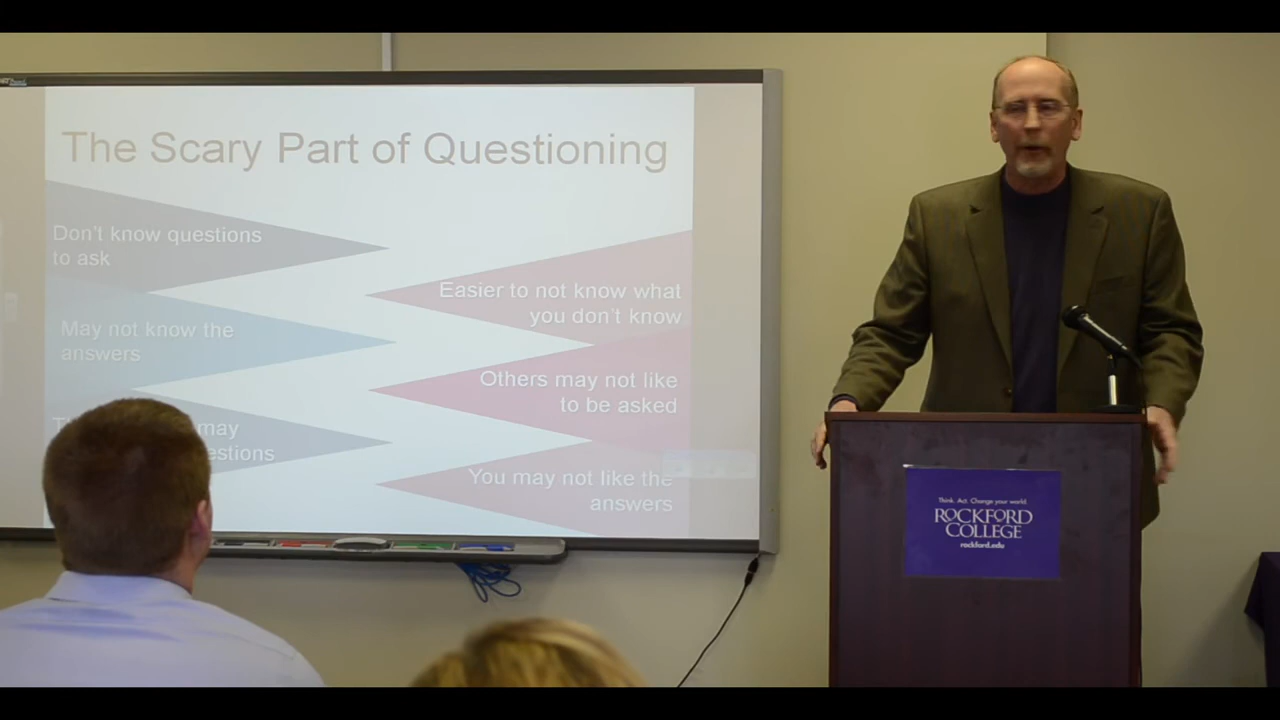 The Scary Part of Questioning
Don't know questions
to ask
May not know the
answers
may
Easier to not know what
you don't know
Others may not like
to be asked
You may not like the
answers
Think. Act. Change your world.
ROCKFORD
COLLEGE
rockford.edu